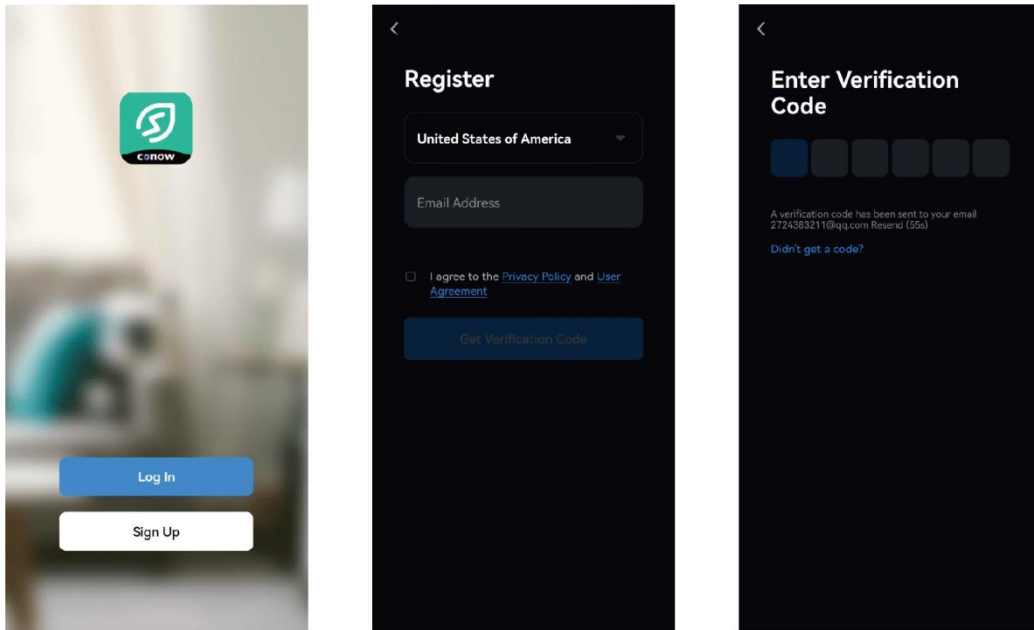 conow
Log In
Sign Up
Register
United States of America
Email Address
I agree to the Privacy Policy and User
Agreement
Get Verification Code
Enter Verification
Code
A verification code has been sent to your email
2724383211@qq.com Resend (55s)
Didn't get a code?